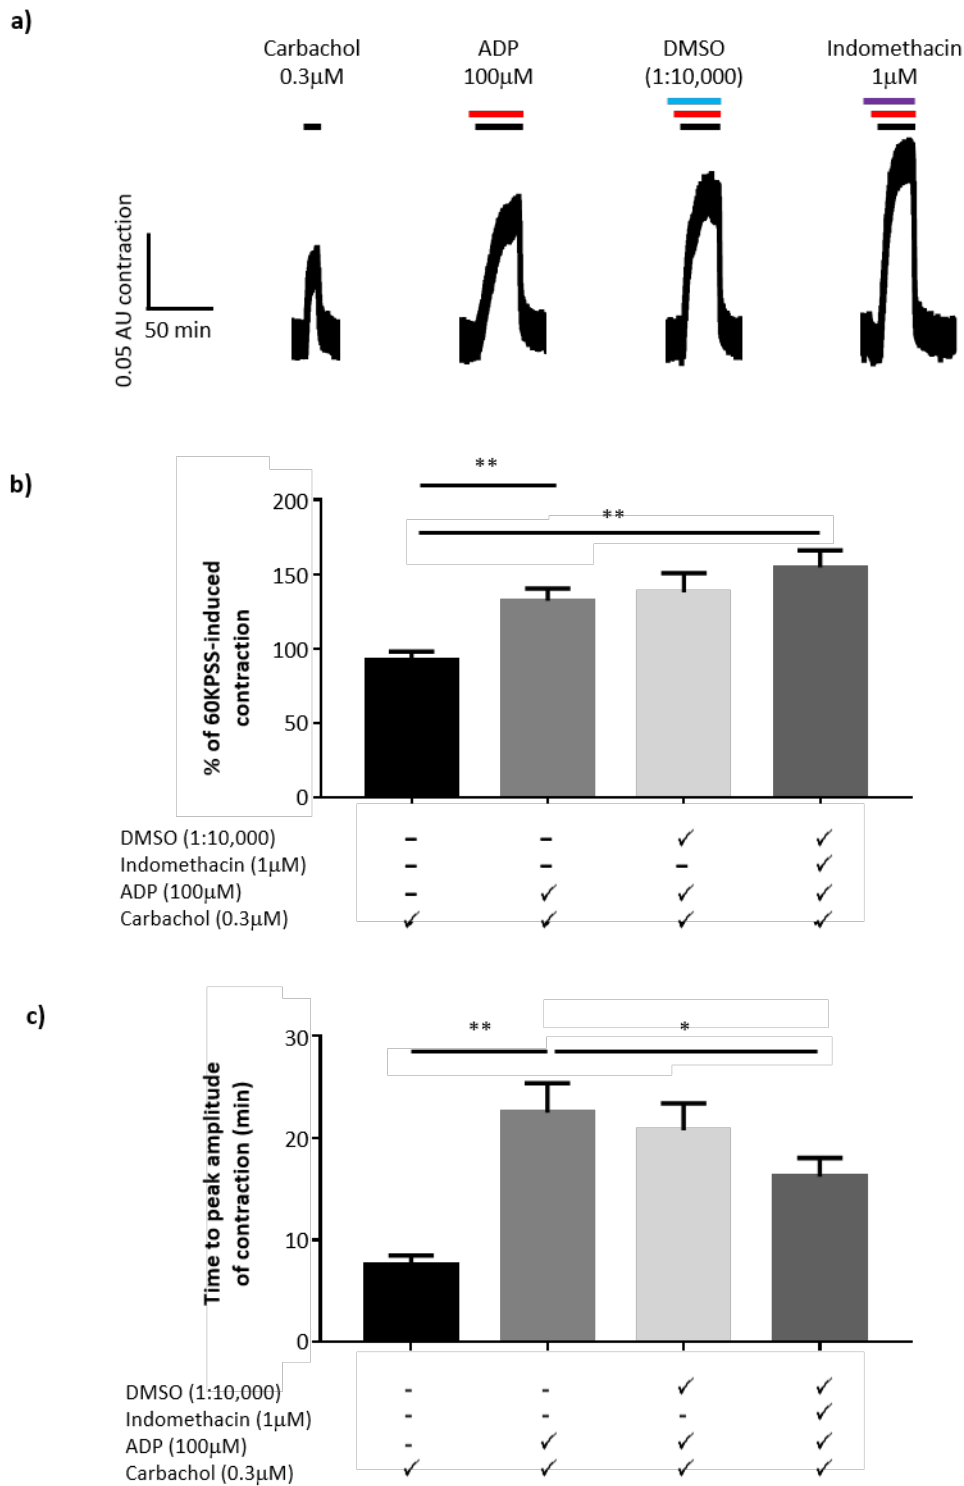 a)
Carbachol
0.3µM
ADP
100µM
DMSO
(1:10,000)
Indomethacin
1µM
0.05 AU contraction
50 min
b)
**
**
200
150
100
50
0
% of 60KPSS-induced
contraction
DMSO (1:10,000) – – ✓ ✓
Indomethacin (1µM) – – – ✓
ADP (100µM) – ✓ ✓ ✓
Carbachol (0.3µM) ✓ ✓ ✓ ✓
c)
** *
30
20
10
0
Time to peak amplitude
of contraction (min)
DMSO (1:10,000) - - ✓ ✓
Indomethacin (1µM) - - - ✓
ADP (100µM) - ✓ ✓ ✓
Carbachol (0.3µM) ✓ ✓ ✓ ✓